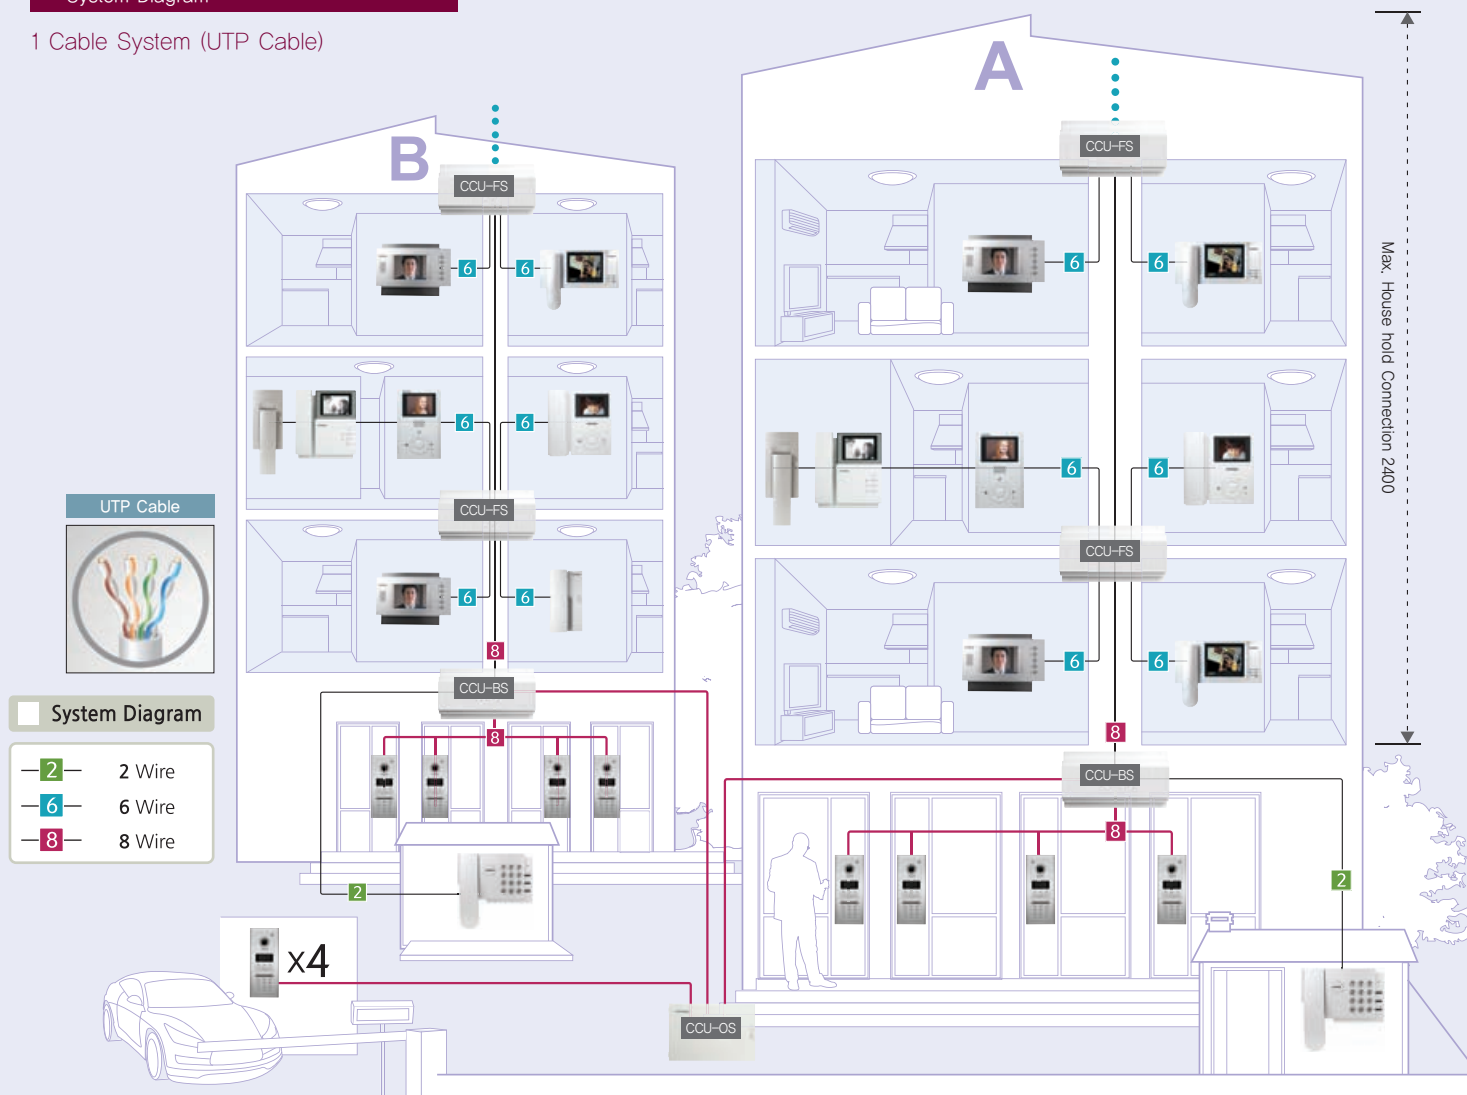 System Diagram
1 Cable System (UTP Cable)
A
B
CCU-FS
CCU-FS
6
6
6
6
Max. House hold Connection 2400
6
6
6
6
UTP Cable
CCU-FS
CCU-FS
6
6
6
6
8
CCU-BS
System Diagram
8
8
CCU-BS
2 2 Wire
6 6 Wire
8 8 Wire
8
2
2
x4
CCU-OS